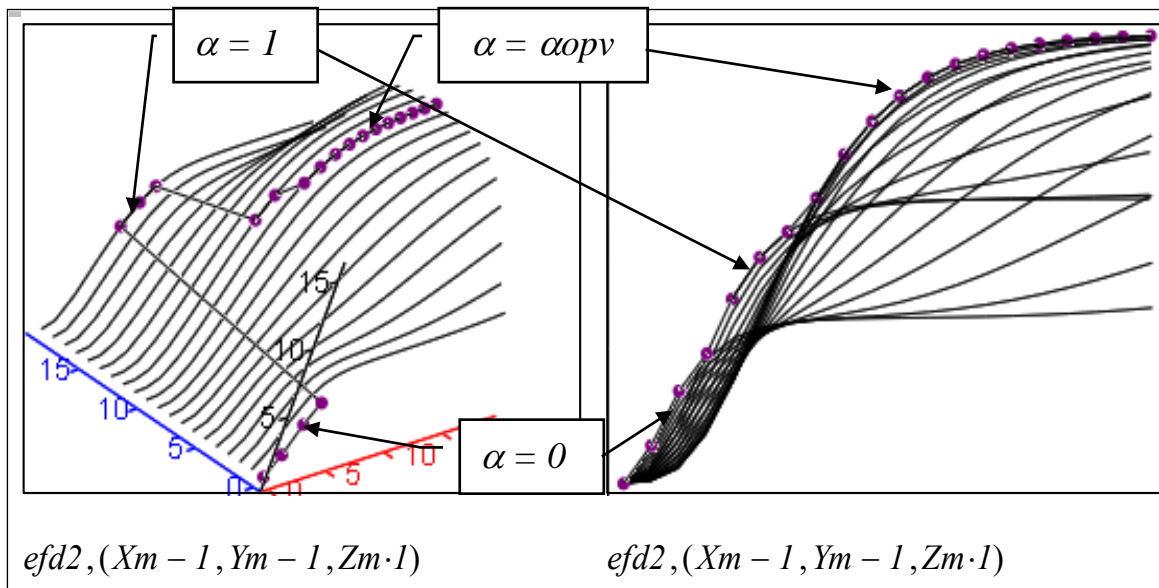 α = 1
α = αopv
15
10
5
0
15
10
5
0
5
10
α = 0
efd2,(Xm − 1,Ym − 1,Zm·1)
efd2,(Xm − 1,Ym − 1,Zm·1)